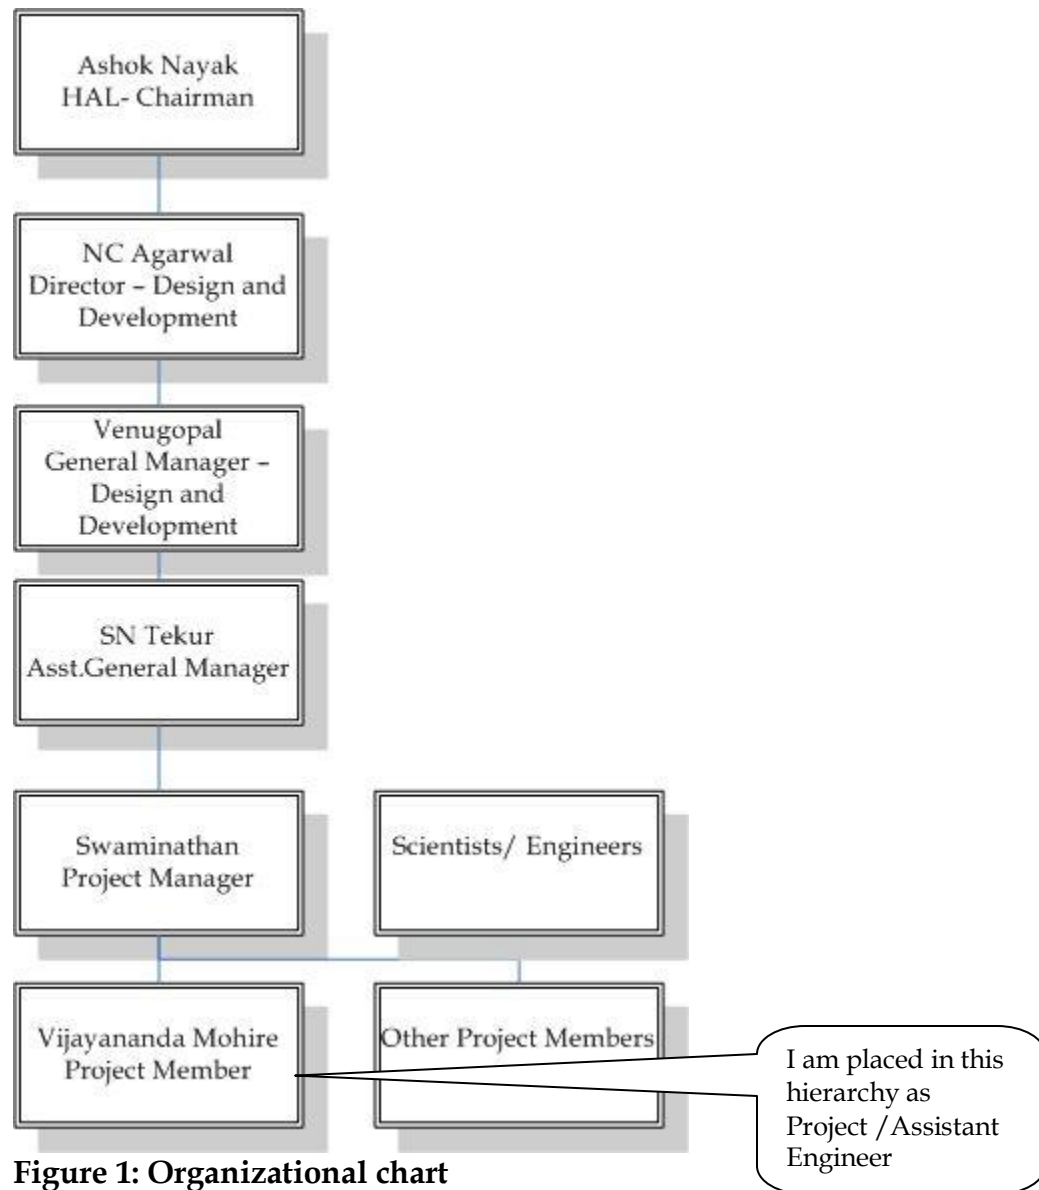 Ashok Nayak
HAL- Chairman
NC Agarwal
Director – Design and
Development
Venugopal
General Manager –
Design and
Development
SN Tekur
Asst.General Manager
Swaminathan
Project Manager
Scientists/ Engineers
Vijayananda Mohire
Project Member
Other Project Members
I am placed in this
hierarchy as
Project /Assistant
Engineer
Figure 1: Organizational chart